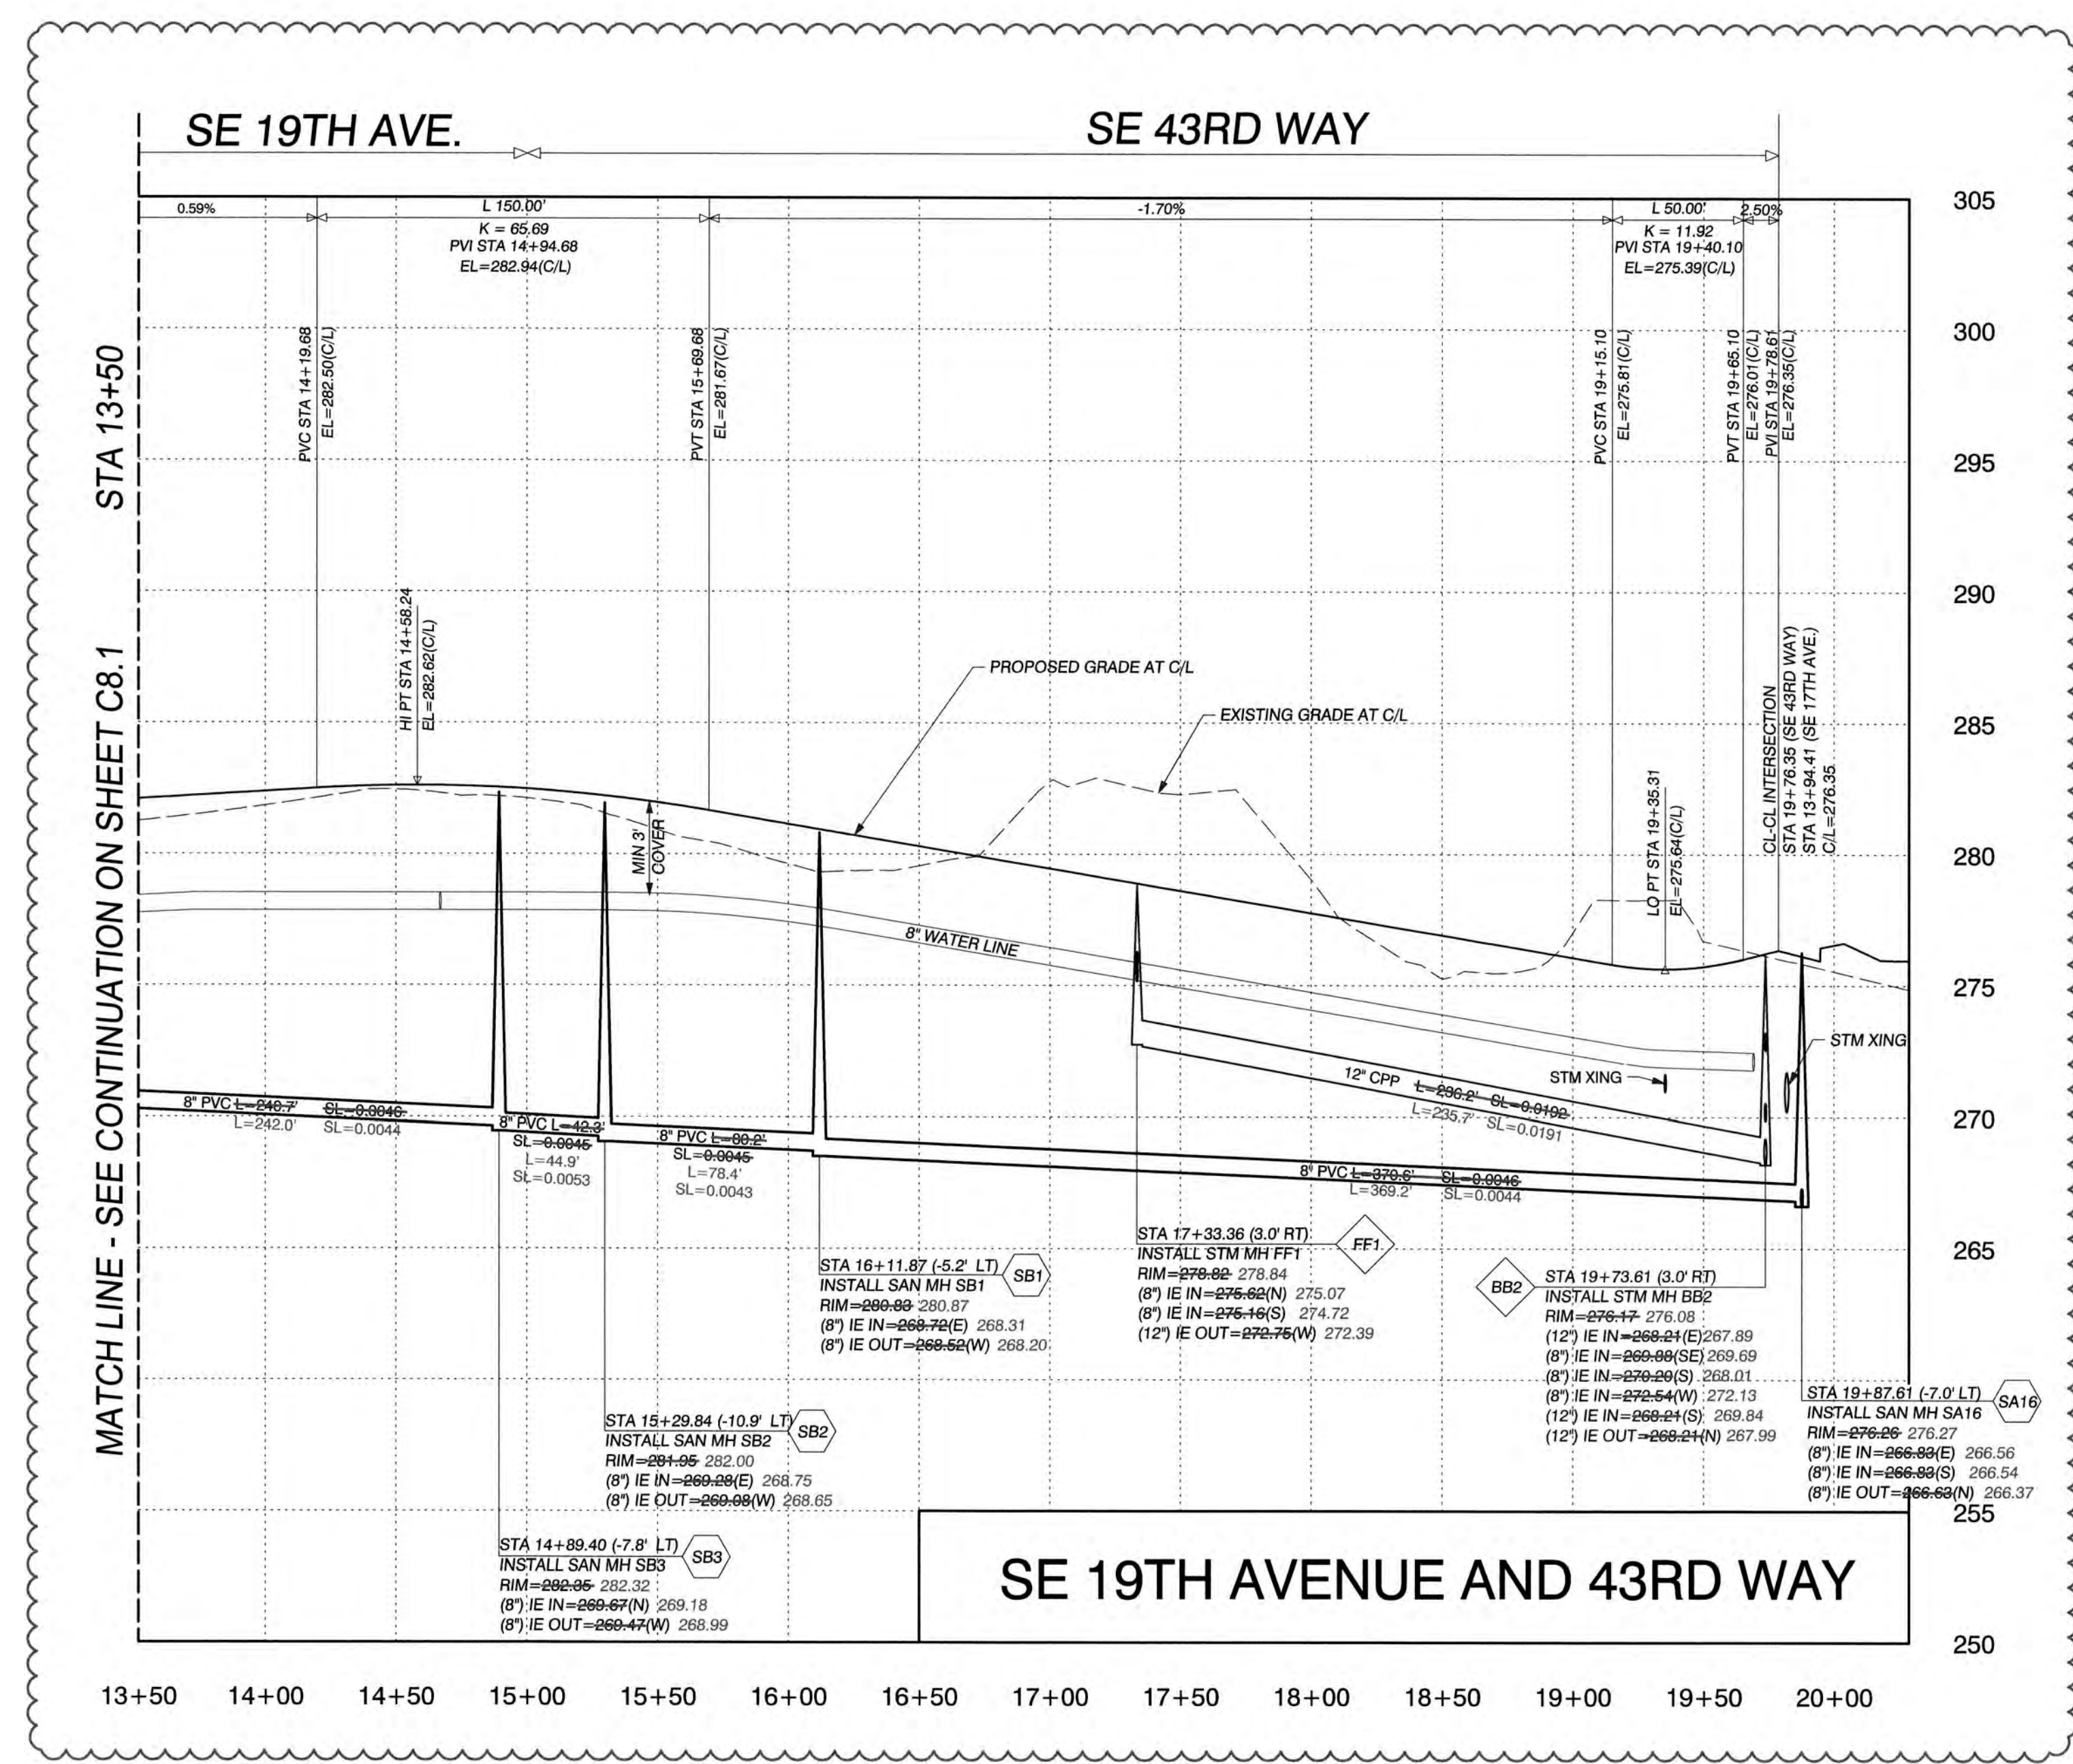 SE 19TH AVE.
SE 43RD WAY
0.59%
L 150.00'
K = 65.69
PVI STA 14+94.68
EL=282.94(C/L)
-1.70%
L 50.00'
2.50%
K = 11.92
PVI STA 19+40.10
EL=275.39(C/L)
305
300
295
290
285
280
275
270
265
255
250
MATCH LINE - SEE CONTINUATION ON SHEET C8.1 STA 13+50
PVC STA 14+19.68
EL=282.50(C/L)
PVT STA 15+69.68
EL=281.67(C/L)
PVC STA 19+15.10
EL=275.81(C/L)
PVT STA 19+65.10
EL=276.01(C/L)
PVI STA 19+78.61
EL=276.35(C/L)
HI PT STA 14+58.24
EL=282.62(C/L)
PROPOSED GRADE AT C/L
EXISTING GRADE AT C/L
MIN 3'
COVER
LO PT STA 19+35.31
EL=275.64(C/L)
CL-CL INTERSECTION
STA 19+76.35 (SE 43RD WAY)
STA 13+94.41 (SE 17TH AVE.)
C/L=276.35
8" WATER LINE
STM XING
STM XING
12" CPP L=236.2' SL=0.0192
L=235.7' SL=0.0191
8" PVC L=240.7' SL=0.0046
L=242.0' SL=0.0044
8" PVC L=42.3'
SL=0.0045
L=44.9'
SL=0.0053
8" PVC L=80.2'
SL=0.0045
L=78.4'
SL=0.0043
8" PVC L=370.6' SL=0.0046
L=369.2' SL=0.0044
STA 17+33.36 (3.0' RT)
INSTALL STM MH FF1
RIM=278.82 278.84
(8") IE IN=275.62(N) 275.07
(8") IE IN=275.16(S) 274.72
(12") IE OUT=272.75(W) 272.39
FF1
STA 16+11.87 (-5.2' LT)
INSTALL SAN MH SB1
RIM=280.83 280.87
(8") IE IN=268.72(E) 268.31
(8") IE OUT=268.52(W) 268.20
SB1
BB2
STA 19+73.61 (3.0' RT)
INSTALL STM MH BB2
RIM=276.17 276.08
(12") IE IN=268.21(E) 267.89
(8") IE IN=269.88(SE) 269.69
(8") IE IN=270.20(S) 268.01
(8") IE IN=272.54(W) 272.13
(12") IE IN=268.21(S) 269.84
(12") IE OUT=268.21(N) 267.99
STA 19+87.61 (-7.0' LT)
INSTALL SAN MH SA16
RIM=276.26 276.27
(8") IE IN=266.83(E) 266.56
(8") IE IN=266.83(S) 266.54
(8") IE OUT=266.63(N) 266.37
SA16
STA 15+29.84 (-10.9' LT)
INSTALL SAN MH SB2
RIM=281.95 282.00
(8") IE IN=269.28(E) 268.75
(8") IE OUT=269.08(W) 268.65
SB2
STA 14+89.40 (-7.8' LT)
INSTALL SAN MH SB3
RIM=282.35 282.32
(8") IE IN=269.67(N) 269.18
(8") IE OUT=269.47(W) 268.99
SB3
SE 19TH AVENUE AND 43RD WAY
13+50 14+00 14+50 15+00 15+50 16+00 16+50 17+00 17+50 18+00 18+50 19+00 19+50 20+00